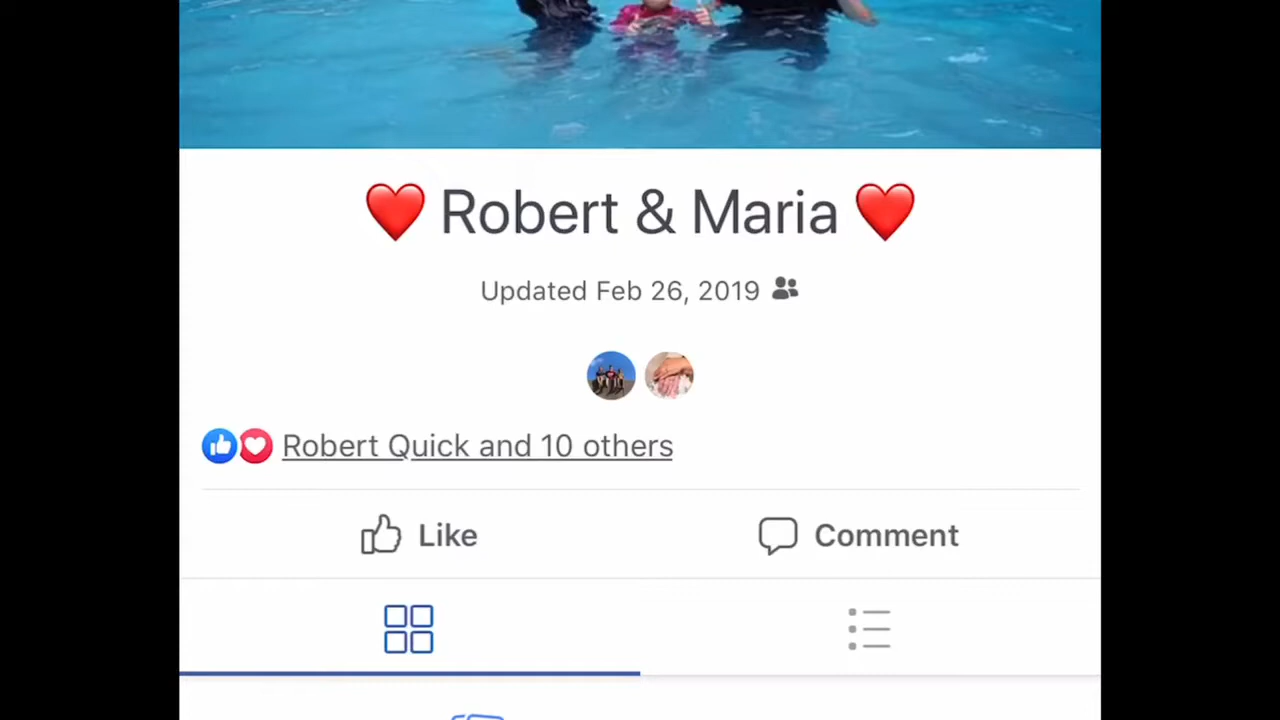 ❤️ Robert & Maria ❤️
Updated Feb 26, 2019
Robert Quick and 10 others
Like
Comment